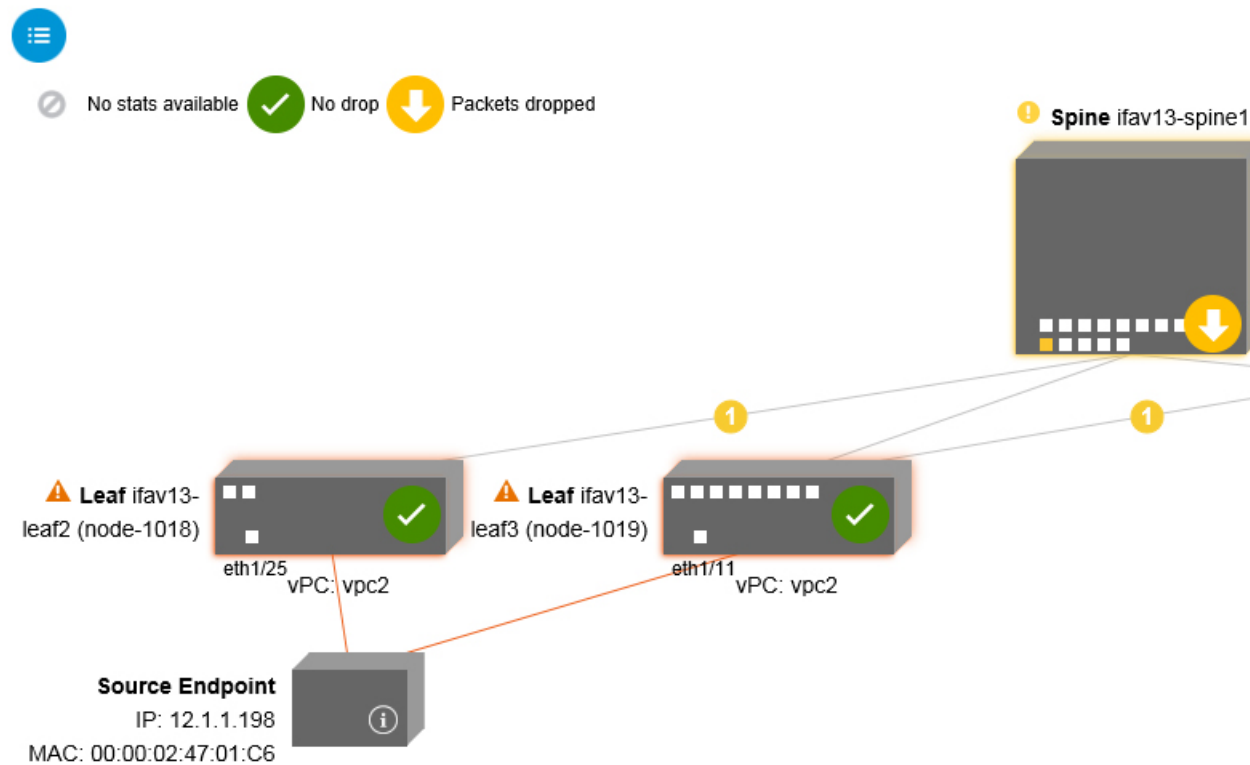 No stats available No drop Packets dropped
Spine ifav13-spine1
1 1
Leaf ifav13-
leaf2 (node-1018)
eth1/25
vPC: vpc2
Leaf ifav13-
leaf3 (node-1019)
eth1/11
vPC: vpc2
Source Endpoint
IP: 12.1.1.198
MAC: 00:00:02:47:01:C6